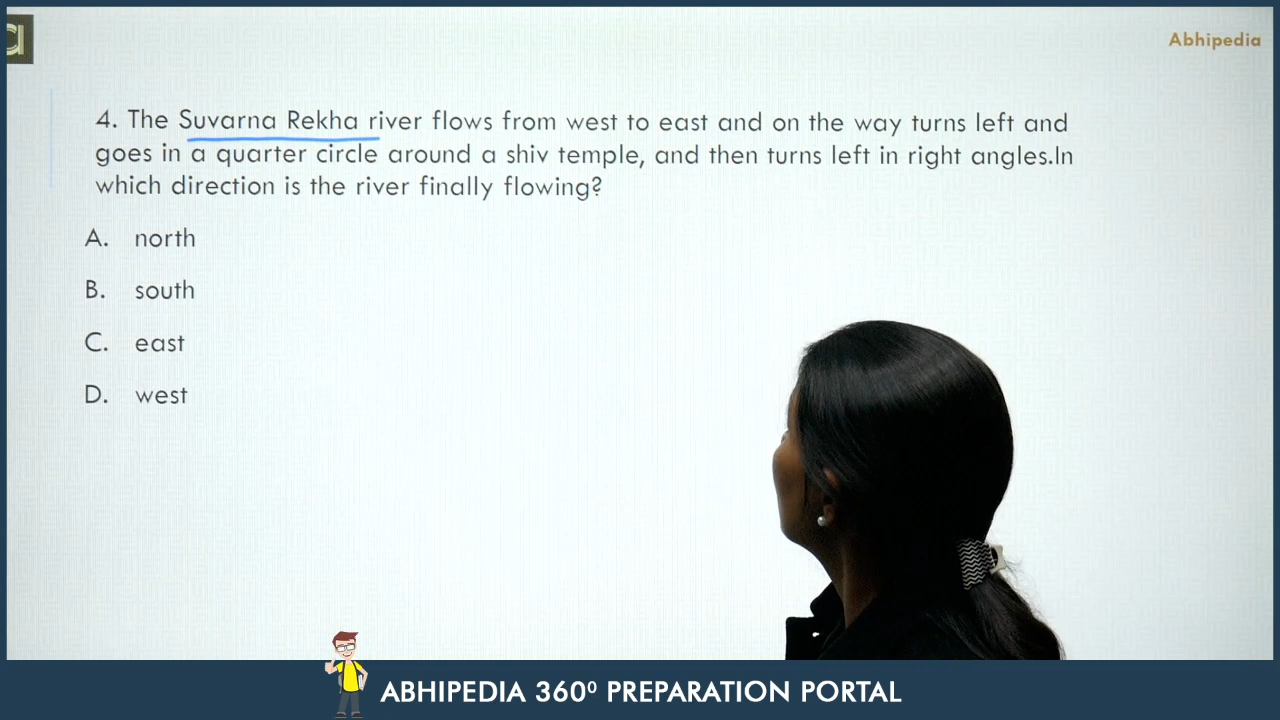 Abhipedia
4. The Suvarna Rekha river flows from west to east and on the way turns left and
goes in a quarter circle around a shiv temple, and then turns left in right angles.In
which direction is the river finally flowing?
A. north
B. south
C. east
D. west
ABHIPEDIA 360⁰ PREPARATION PORTAL